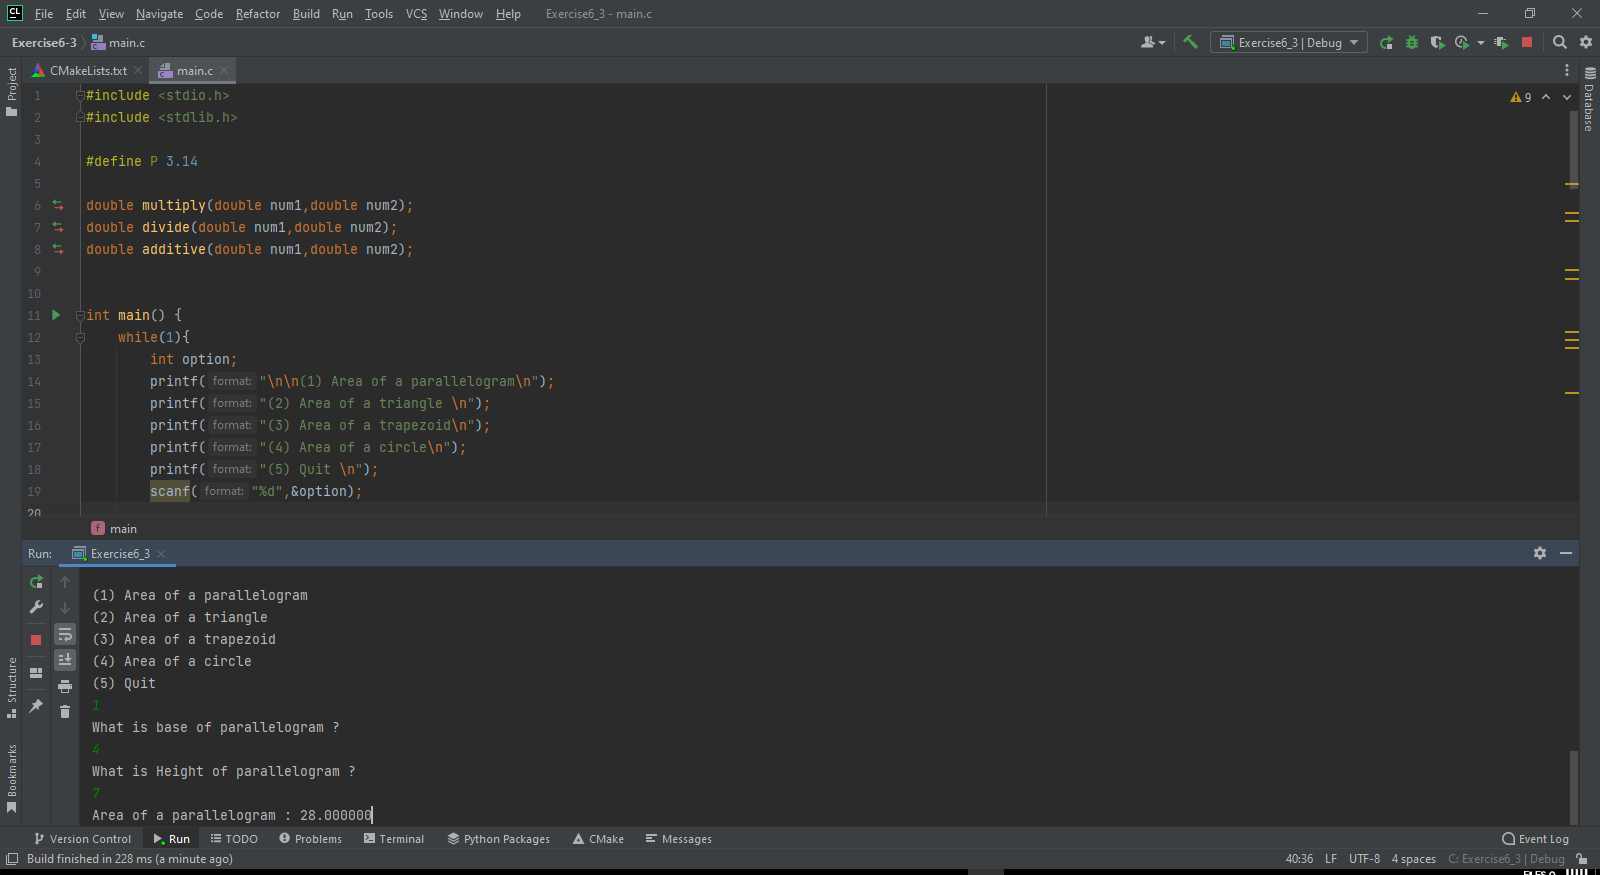 CL File Edit View Navigate Code Refactor Build Run Tools VCS Window Help Exercise6_3 - main.c
Exercise6-3 main.c Exercise6_3 | Debug
Project
CMakeLists.txt main.c
Database
9
1 #include <stdio.h>
2 #include <stdlib.h>
3
4 #define P 3.14
5
6 double multiply(double num1,double num2);
7 double divide(double num1,double num2);
8 double additive(double num1,double num2);
9
10
11 int main() {
12 while(1){
13 int option;
14 printf( format: "\n\n(1) Area of a parallelogram\n");
15 printf( format: "(2) Area of a triangle \n");
16 printf( format: "(3) Area of a trapezoid\n");
17 printf( format: "(4) Area of a circle\n");
18 printf( format: "(5) Quit \n");
19 scanf( format: "%d",&option);
20
f main
Run: Exercise6_3
(1) Area of a parallelogram
(2) Area of a triangle
(3) Area of a trapezoid
(4) Area of a circle
(5) Quit
1
What is base of parallelogram ?
4
What is Height of parallelogram ?
7
Area of a parallelogram : 28.000000
Structure
Bookmarks
Version Control Run TODO Problems Terminal Python Packages CMake Messages Event Log
Build finished in 228 ms (a minute ago) 40:36 LF UTF-8 4 spaces C: Exercise6_3 | Debug